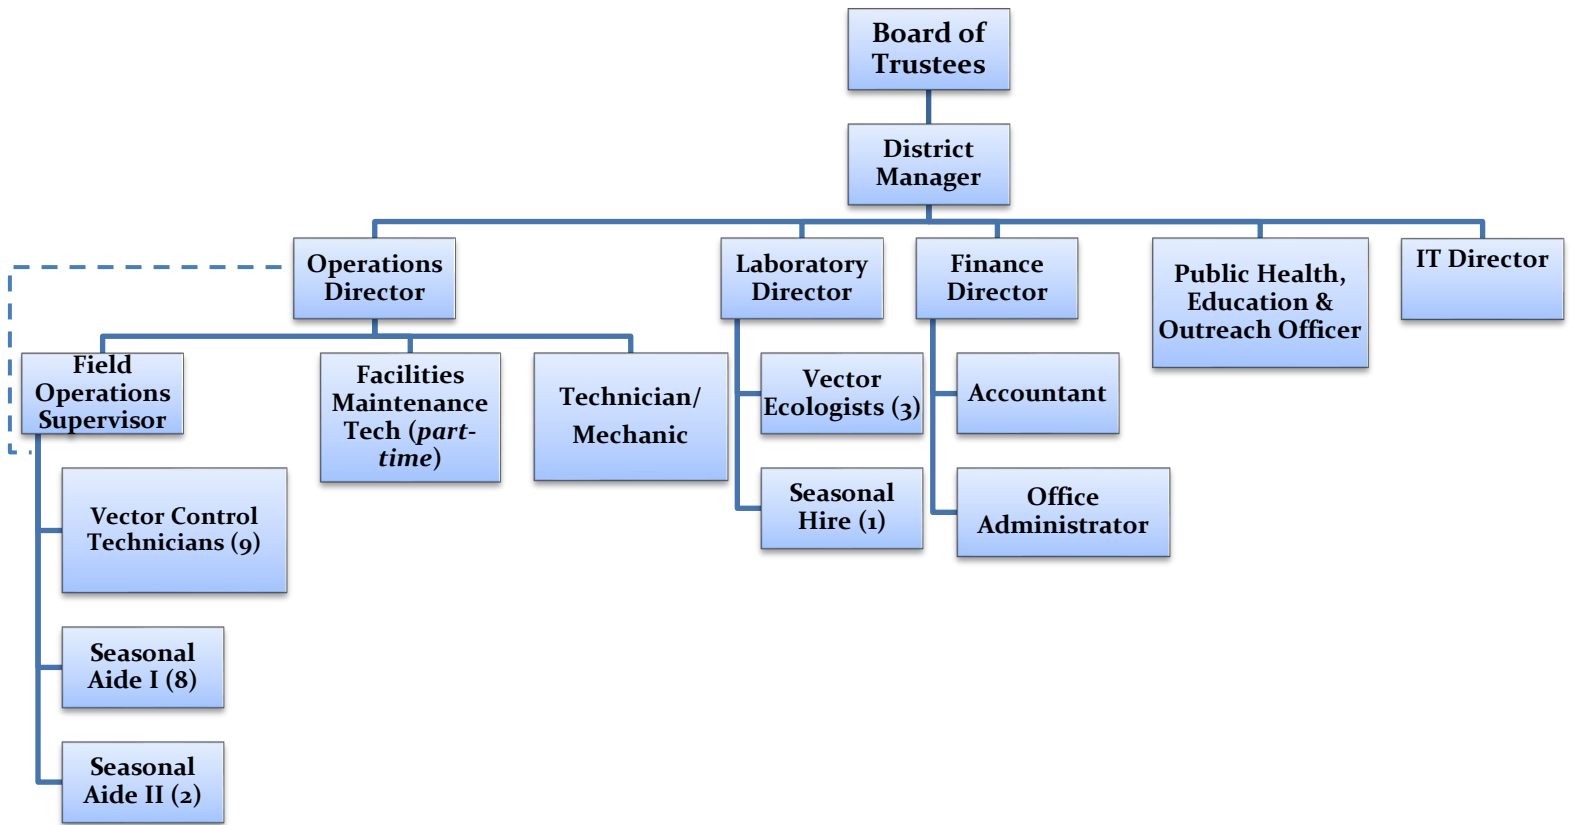 Board of
Trustees
District
Manager
Operations
Director
Laboratory
Director
Finance
Director
Public Health,
Education &
Outreach Officer
IT Director
Field
Operations
Supervisor
Facilities
Maintenance
Tech (part-
time)
Technician/
Mechanic
Vector
Ecologists (3)
Accountant
Vector Control
Technicians (9)
Seasonal
Hire (1)
Office
Administrator
Seasonal
Aide I (8)
Seasonal
Aide II (2)